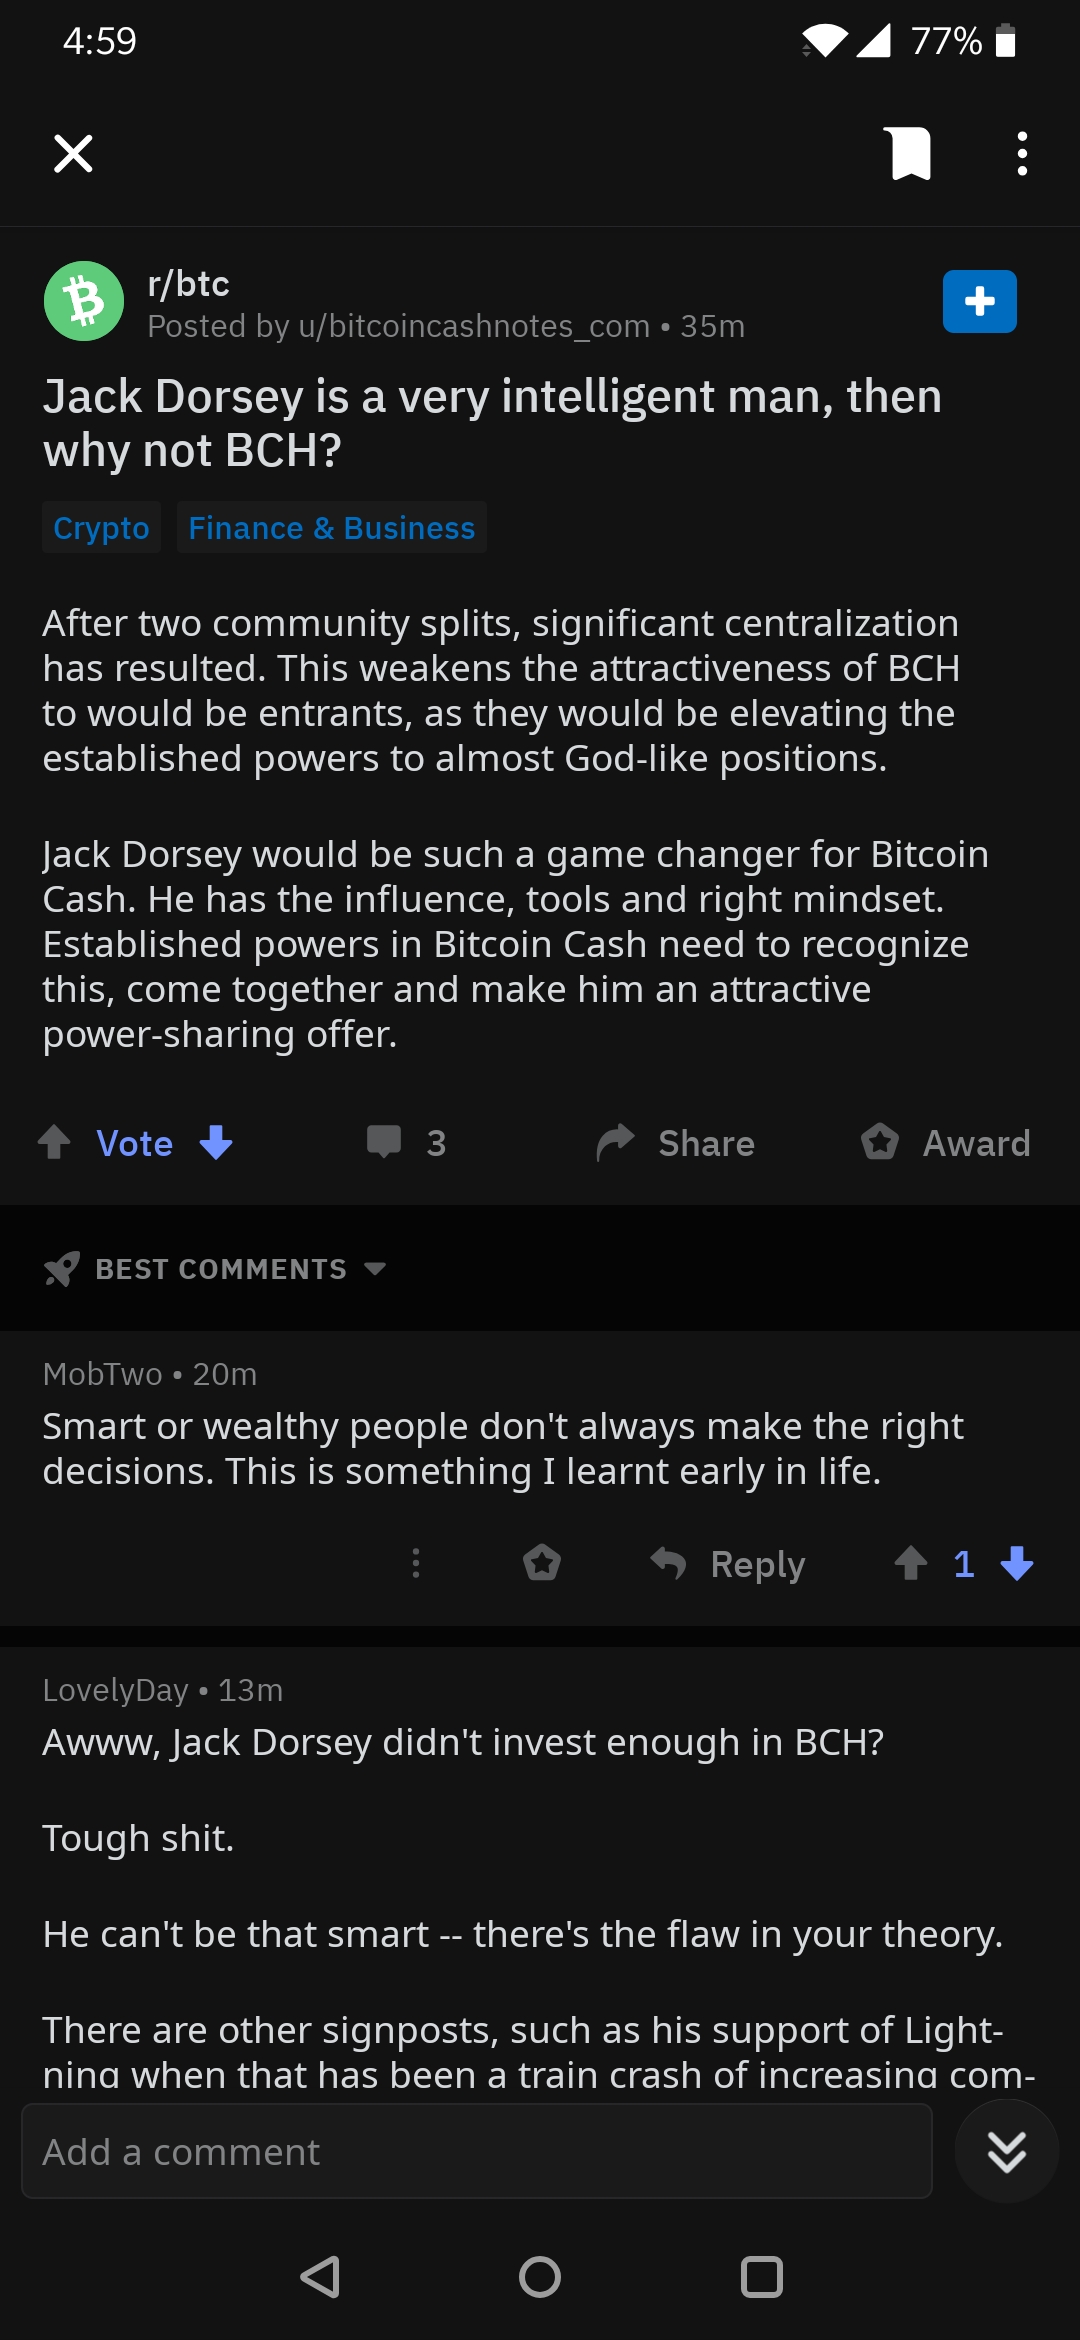 4:59
77%
r/btc
Posted by u/bitcoincashnotes_com • 35m
Jack Dorsey is a very intelligent man, then
why not BCH?
Crypto Finance & Business
After two community splits, significant centralization
has resulted. This weakens the attractiveness of BCH
to would be entrants, as they would be elevating the
established powers to almost God-like positions.
Jack Dorsey would be such a game changer for Bitcoin
Cash. He has the influence, tools and right mindset.
Established powers in Bitcoin Cash need to recognize
this, come together and make him an attractive
power-sharing offer.
Vote 3 Share Award
BEST COMMENTS
MobTwo • 20m
Smart or wealthy people don't always make the right
decisions. This is something I learnt early in life.
Reply 1
LovelyDay • 13m
Awww, Jack Dorsey didn't invest enough in BCH?
Tough shit.
He can't be that smart -- there's the flaw in your theory.
There are other signposts, such as his support of Light-
ning when that has been a train crash of increasing com-
Add a comment